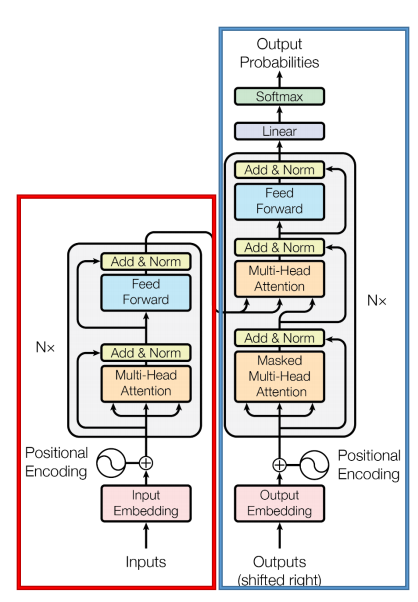 Output
Probabilities
Softmax
Linear
Add & Norm
Feed
Forward
Add & Norm
Multi-Head
Attention
Nx
Add & Norm
Masked
Multi-Head
Attention
Positional
Encoding
Output
Embedding
Outputs
(shifted right)
Add & Norm
Feed
Forward
Nx
Add & Norm
Multi-Head
Attention
Positional
Encoding
Input
Embedding
Inputs